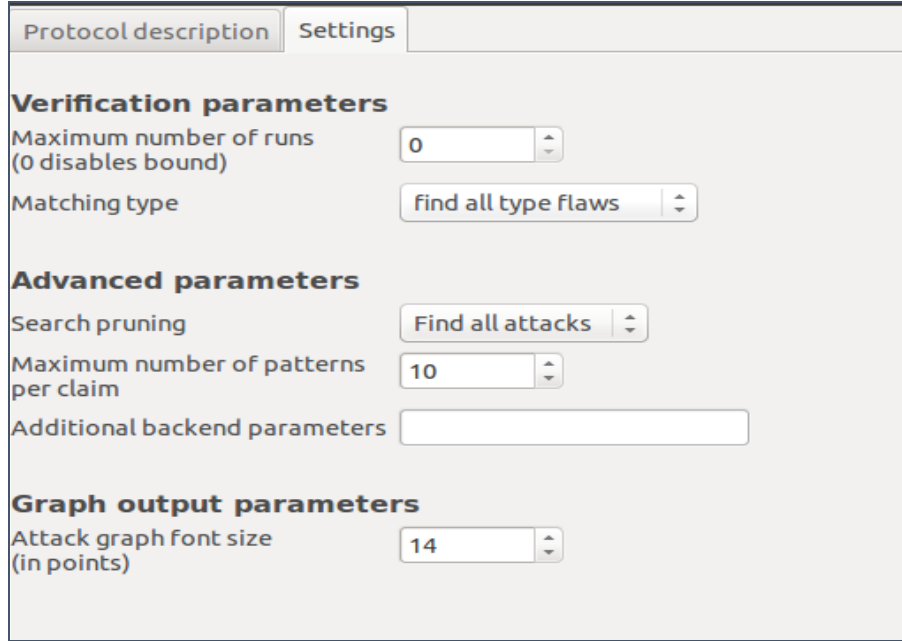 Protocol description Settings
Verification parameters
Maximum number of runs
(0 disables bound)
0
Matching type find all type flaws
Advanced parameters
Search pruning Find all attacks
Maximum number of patterns
per claim
10
Additional backend parameters
Graph output parameters
Attack graph font size
(in points)
14